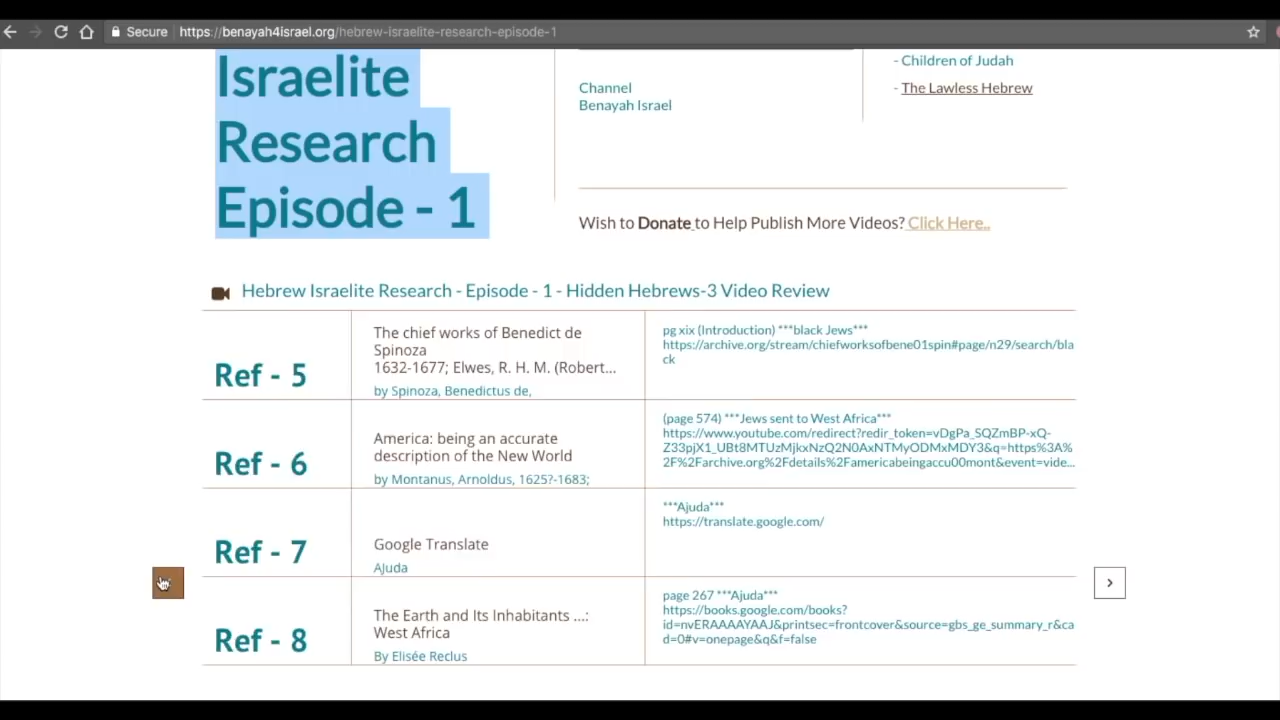 Secure https://benayah4israel.org/hebrew-israelite-research-episode-1
Israelite
Research
Episode - 1
Channel
Benayah Israel
- Children of Judah
- The Lawless Hebrew
Wish to Donate to Help Publish More Videos? Click Here..
Hebrew Israelite Research - Episode - 1 - Hidden Hebrews-3 Video Review
Ref - 5
The chief works of Benedict de
Spinoza
1632-1677; Elwes, R. H. M. (Robert...
by Spinoza, Benedictus de,
pg xix (Introduction) ***black Jews***
https://archive.org/stream/chiefworksofbene01spin#page/n29/search/bla
ck
Ref - 6
America: being an accurate
description of the New World
by Montanus, Arnoldus, 1625?-1683;
(page 574) ***Jews sent to West Africa***
https://www.youtube.com/redirect?redir_token=vDgPa_SQZmBP-xQ-
Z33pjX1_UBt8MTUzMjkxNzQ2N0AxNTMyODMxMDY3&q=https%3A%
2F%2Farchive.org%2Fdetails%2Famericabeingaccu00mont&event=vide...
Ref - 7
Google Translate
AJuda
***Ajuda***
https://translate.google.com/
Ref - 8
The Earth and Its Inhabitants ....:
West Africa
By Elisée Reclus
page 267 ***Ajuda***
https://books.google.com/books?
id=nvERAAAAYAAJ&printsec=frontcover&source=gbs_ge_summary_r&ca
d=0#v=onepage&q&f=false